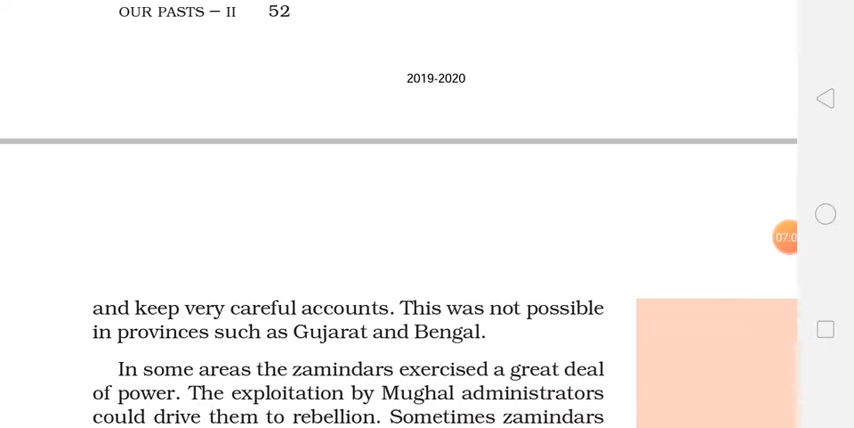 OUR PASTS – II 52
2019-2020
07:0
and keep very careful accounts. This was not possible
in provinces such as Gujarat and Bengal.
In some areas the zamindars exercised a great deal
of power. The exploitation by Mughal administrators
could drive them to rebellion. Sometimes zamindars